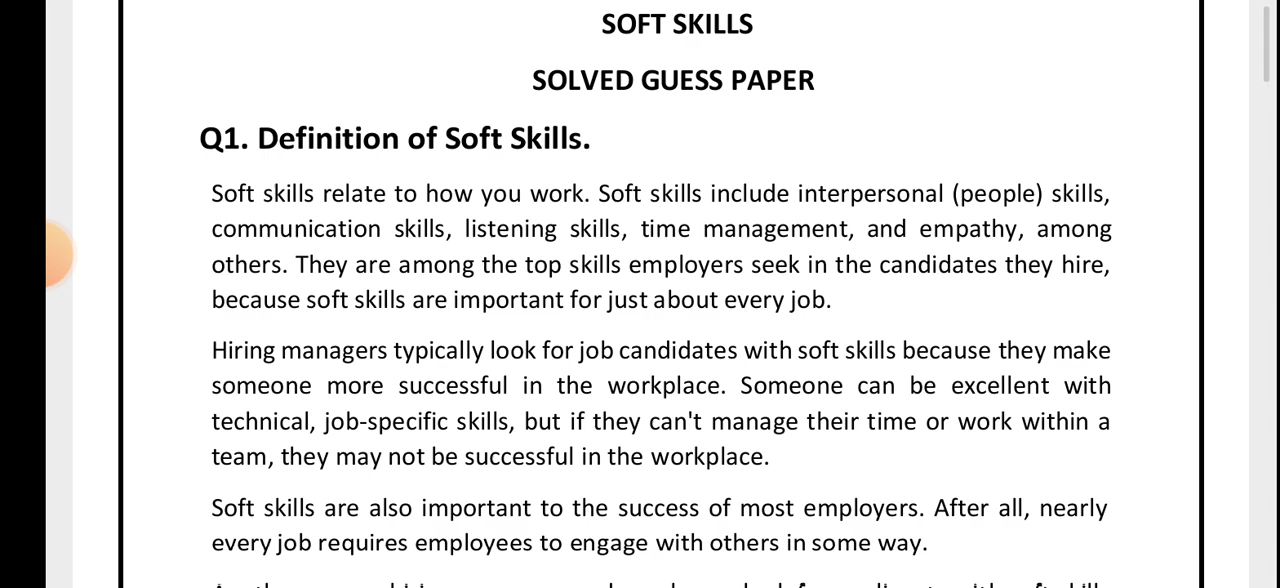 SOFT SKILLS
SOLVED GUESS PAPER
Q1. Definition of Soft Skills.
Soft skills relate to how you work. Soft skills include interpersonal (people) skills,
communication skills, listening skills, time management, and empathy, among
others. They are among the top skills employers seek in the candidates they hire,
because soft skills are important for just about every job.
Hiring managers typically look for job candidates with soft skills because they make
someone more successful in the workplace. Someone can be excellent with
technical, job-specific skills, but if they can't manage their time or work within a
team, they may not be successful in the workplace.
Soft skills are also important to the success of most employers. After all, nearly
every job requires employees to engage with others in some way.